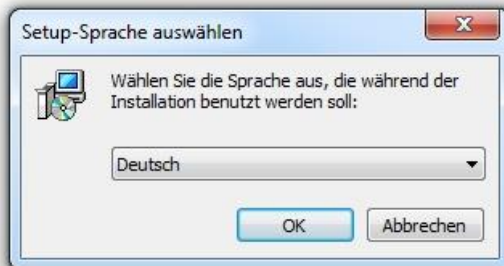 Setup-Sprache auswählen
Wählen Sie die Sprache aus, die während der
Installation benutzt werden soll:
Deutsch
OK
Abbrechen